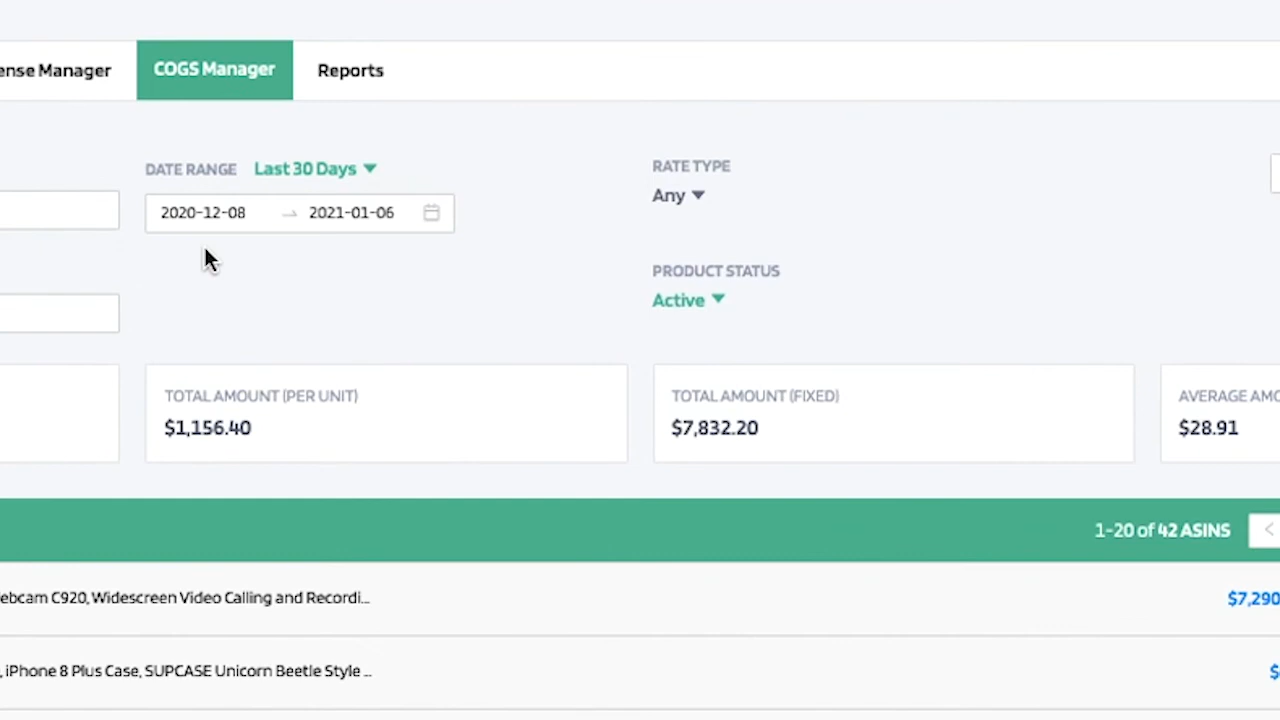 ense Manager COGS Manager Reports
DATE RANGE Last 30 Days
RATE TYPE
Any
2020-12-08 → 2021-01-06
PRODUCT STATUS
Active
TOTAL AMOUNT (PER UNIT)
$1,156.40
TOTAL AMOUNT (FIXED)
$7,832.20
AVERAGE AMO
$28.91
1-20 of 42 ASINS
ebcam C920, Widescreen Video Calling and Recordi... $7,290
, iPhone 8 Plus Case, SUPCASE Unicorn Beetle Style ... $